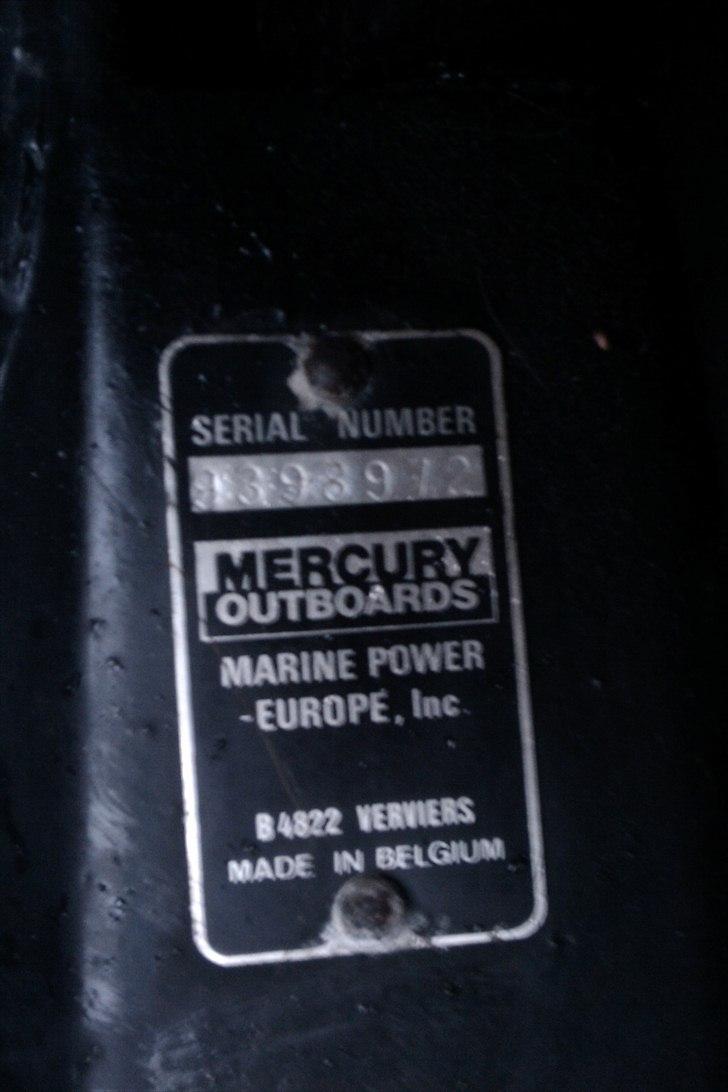 SERIAL NUMBER
MERCURY
OUTBOARDS
MARINE POWER
-EUROPE, Inc.
B4822 VERVIERS
MADE IN BELGIUM